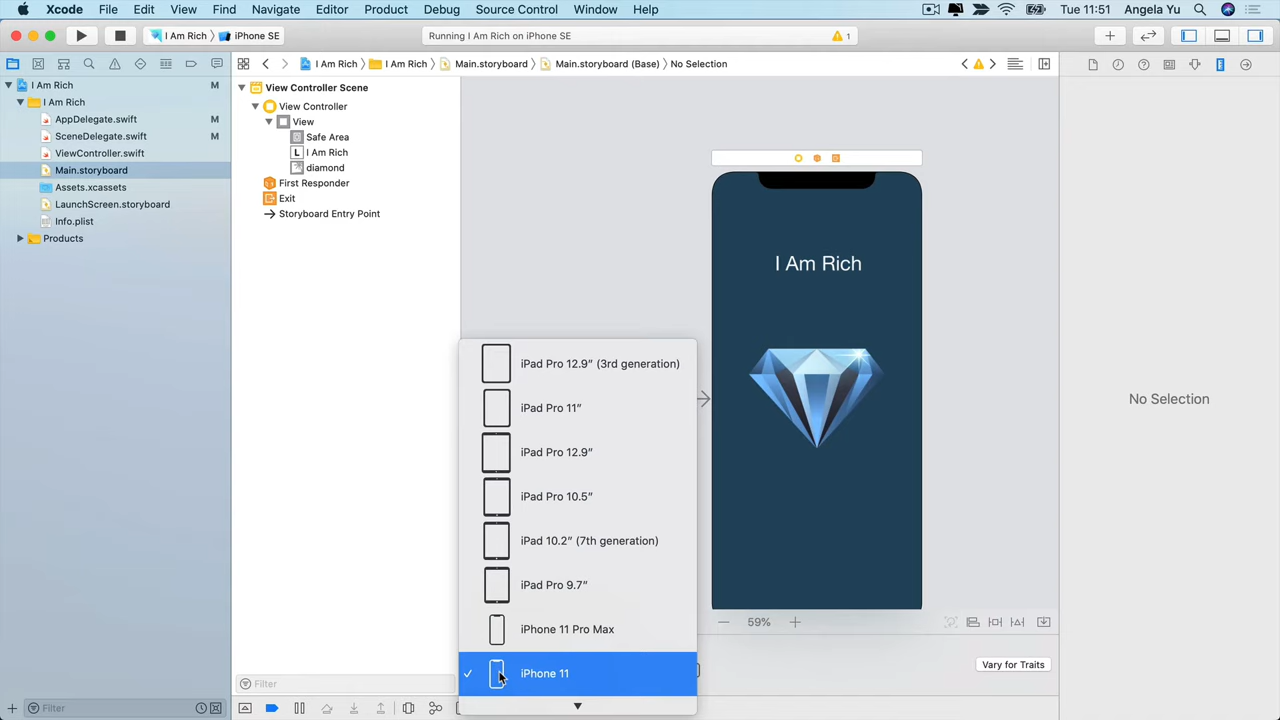 Xcode File Edit View Find Navigate Editor Product Debug Source Control Window Help Tue 11:51 Angela Yu
I Am Rich iPhone SE Running I Am Rich on iPhone SE 1
I Am Rich I Am Rich Main.storyboard Main.storyboard (Base) No Selection
I Am Rich M
I Am Rich
AppDelegate.swift M
SceneDelegate.swift M
ViewController.swift
Main.storyboard
Assets.xcassets
LaunchScreen.storyboard
Info.plist
Products
Filter
View Controller Scene
View Controller
View
Safe Area
L I Am Rich
diamond
First Responder
Exit
Storyboard Entry Point
Filter
I Am Rich
iPad Pro 12.9” (3rd generation)
iPad Pro 11”
iPad Pro 12.9”
iPad Pro 10.5”
iPad 10.2” (7th generation)
iPad Pro 9.7”
iPhone 11 Pro Max
iPhone 11
59%
Vary for Traits
No Selection